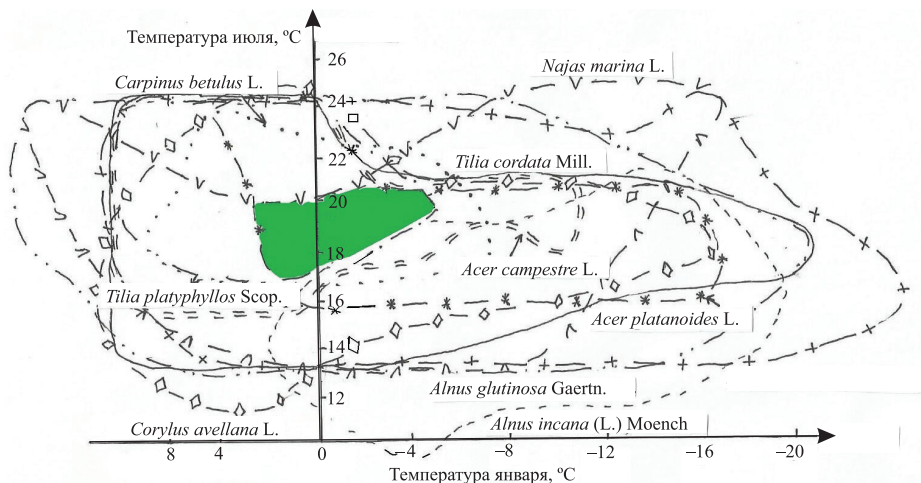 Температура июля, ºС
26
Carpinus betulus L.
Najas marina L.
24
22
Tilia cordata Mill.
20
18
Acer campestre L.
Tilia platyphyllos Scop.
16
Acer platanoides L.
14
Alnus glutinosa Gaertn.
12
Corylus avellana L.
Alnus incana (L.) Moench
8 4 0 –4 –8 –12 –16 –20
Температура января, ºС